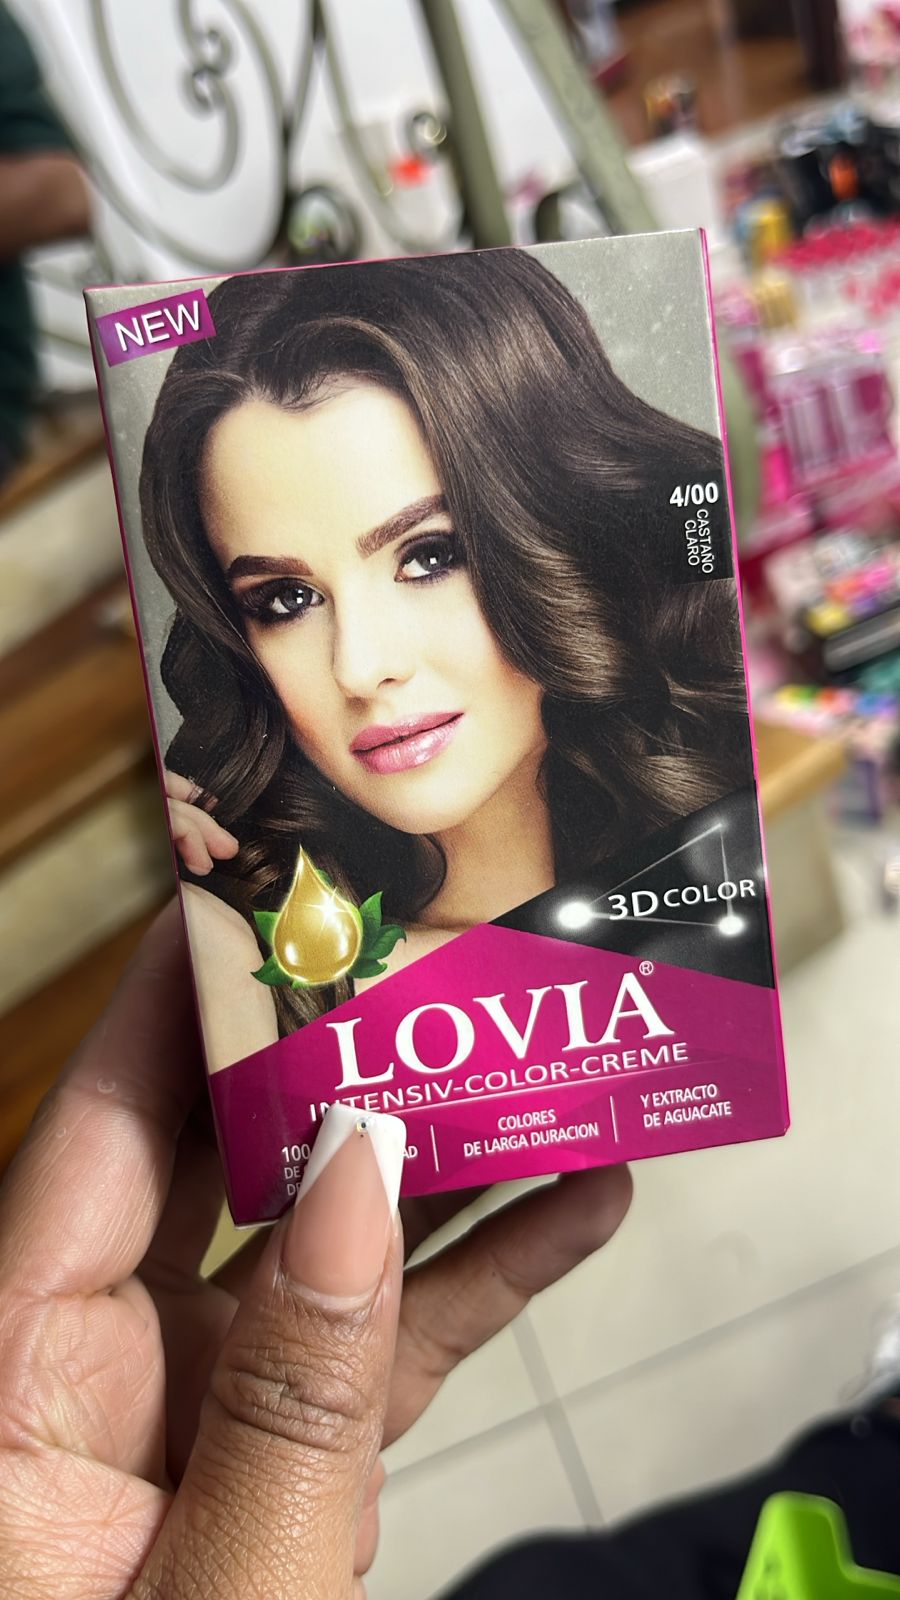 NEW
4/00
CASTAÑO
CLARO
3D COLOR
LOVIA®
INTENSIV-COLOR-CREME
100
DE
COLORES
DE LARGA DURACION
Y EXTRACTO
DE AGUACATE